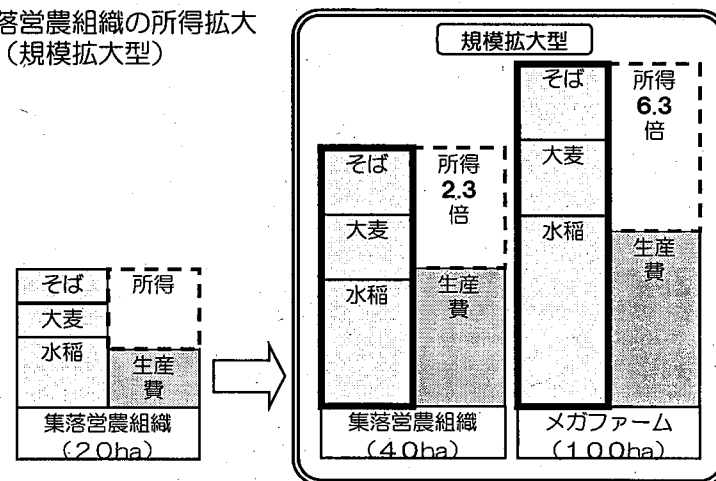 落営農組織の所得拡大
（規模拡大型）
規模拡大型
そば
大麦
水稲
所得
生産
費
集落営農組織
（２０ha）
そば
大麦
水稲
所得
2.3
倍
生産
費
集落営農組織
（４０ha）
そば
大麦
水稲
所得
6.3
倍
生産
費
メガファーム
（１００ha）